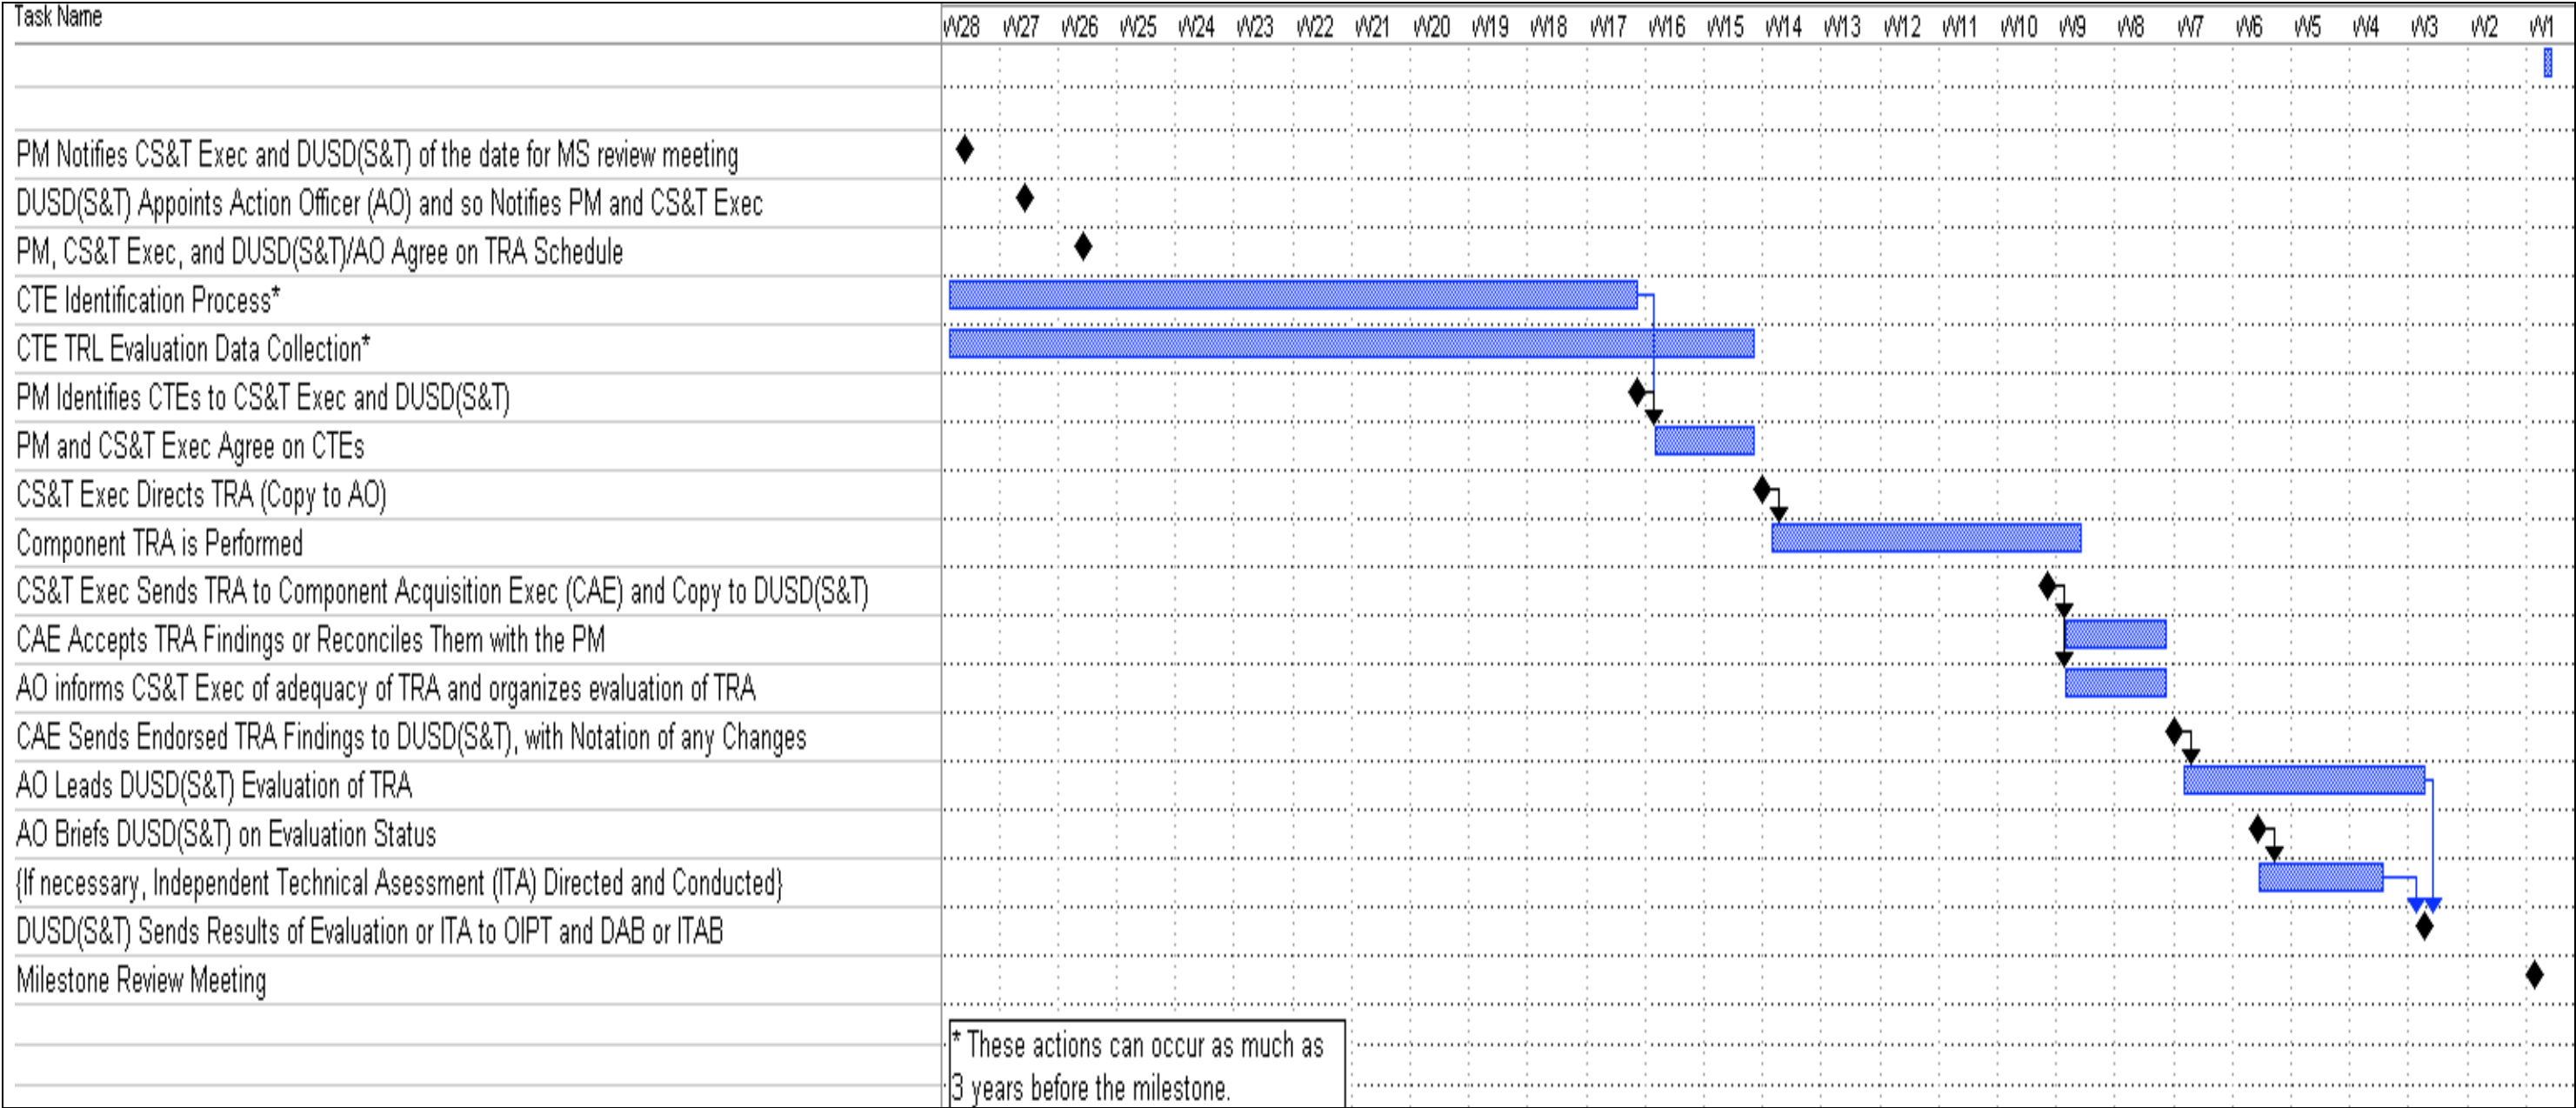 Task Name
W28 W27 W26 W25 W24 W23 W22 W21 W20 W19 W18 W17 W16 W15 W14 W13 W12 W11 W10 W9 W8 W7 W6 W5 W4 W3 W2 W1
PM Notifies CS&T Exec and DUSD(S&T) of the date for MS review meeting
DUSD(S&T) Appoints Action Officer (AO) and so Notifies PM and CS&T Exec
PM, CS&T Exec, and DUSD(S&T)/AO Agree on TRA Schedule
CTE Identification Process*
CTE TRL Evaluation Data Collection*
PM Identifies CTEs to CS&T Exec and DUSD(S&T)
PM and CS&T Exec Agree on CTEs
CS&T Exec Directs TRA (Copy to AO)
Component TRA is Performed
CS&T Exec Sends TRA to Component Acquisition Exec (CAE) and Copy to DUSD(S&T)
CAE Accepts TRA Findings or Reconciles Them with the PM
AO informs CS&T Exec of adequacy of TRA and organizes evaluation of TRA
CAE Sends Endorsed TRA Findings to DUSD(S&T), with Notation of any Changes
AO Leads DUSD(S&T) Evaluation of TRA
AO Briefs DUSD(S&T) on Evaluation Status
{If necessary, Independent Technical Asessment (ITA) Directed and Conducted}
DUSD(S&T) Sends Results of Evaluation or ITA to OIPT and DAB or ITAB
Milestone Review Meeting
* These actions can occur as much as
3 years before the milestone.